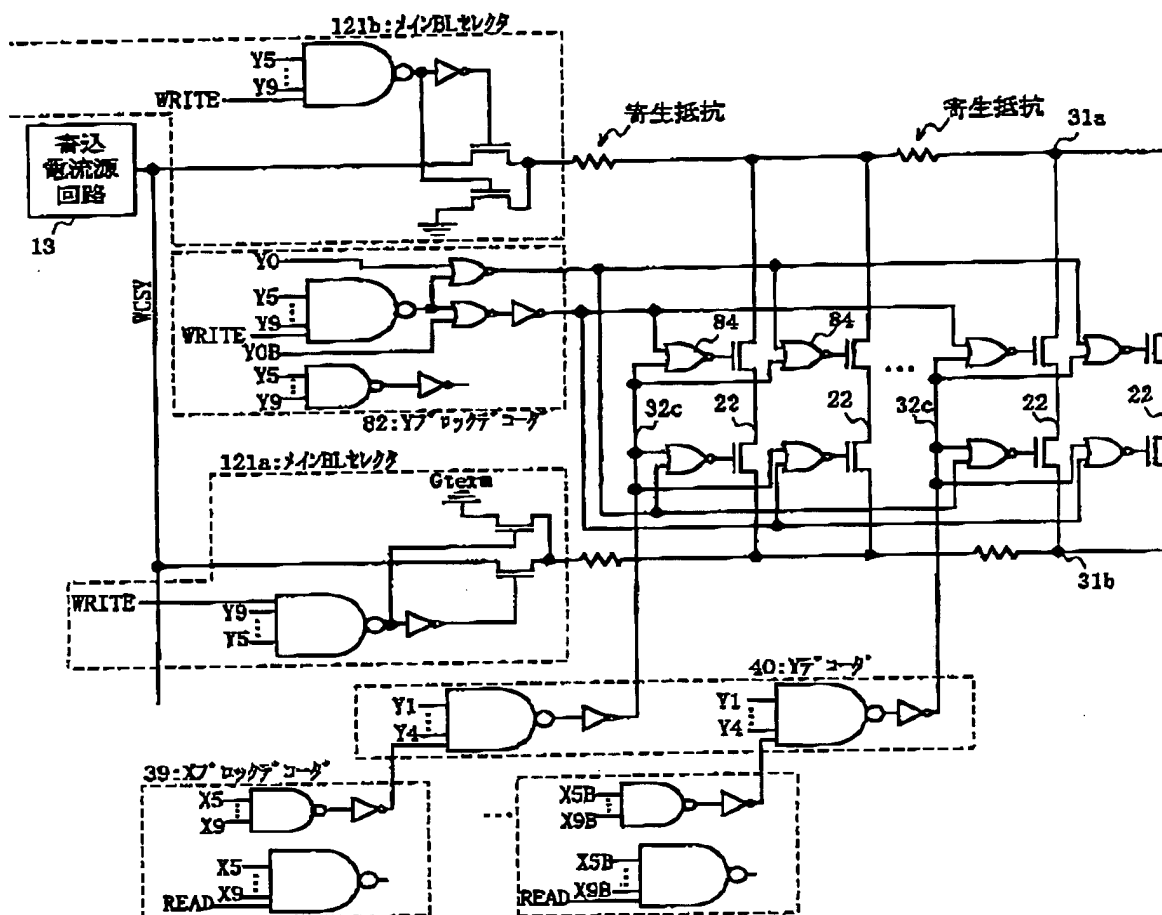 121b:メインBLセレクタ
Y5
Y9
WRITE
寄生抵抗
寄生抵抗
31a
書込
電流源
回路
13
WCSY
Y0
Y5
Y9
WRITE
Y0B
Y5
Y9
82:Yブロックデコーダ
84
84
...
32c
22
22
32c
22
22
121a:メインBLセレクタ
Gterm
WRITE
Y9
Y5
31b
40:Yデコーダ
Y1
Y4
Y1
Y4
39:Xブロックデコーダ
X5
X9
X5
X9
READ
...
X5B
X9B
X5B
X9B
READ